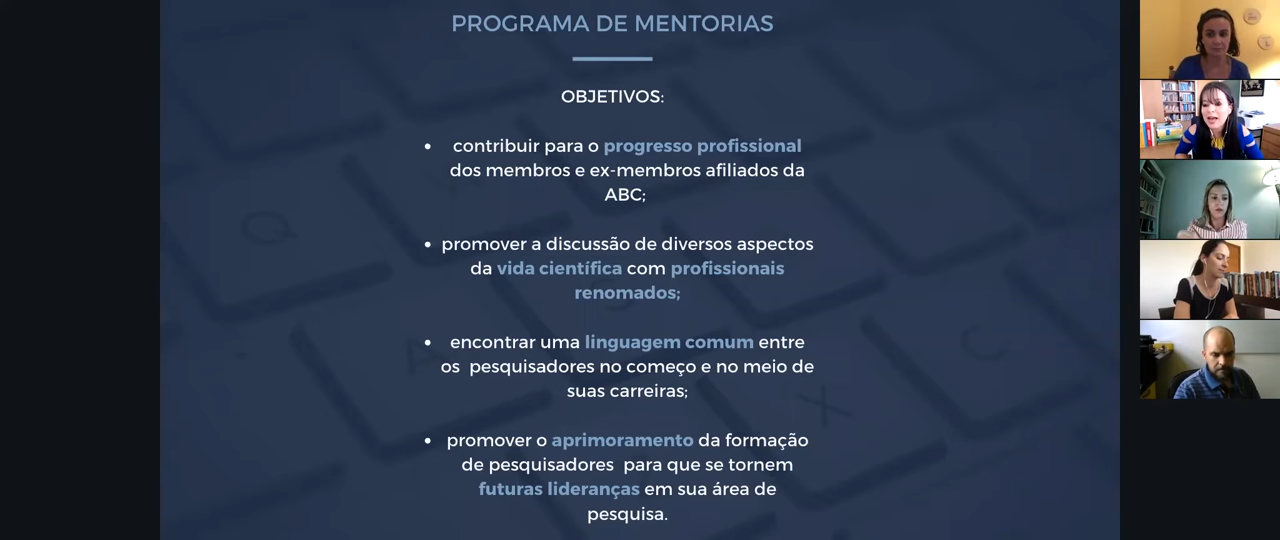 PROGRAMA DE MENTORIAS
OBJETIVOS:
• contribuir para o progresso profissional
dos membros e ex-membros afiliados da
ABC;
• promover a discussão de diversos aspectos
da vida científica com profissionais
renomados;
• encontrar uma linguagem comum entre
os pesquisadores no começo e no meio de
suas carreiras;
• promover o aprimoramento da formação
de pesquisadores para que se tornem
futuras lideranças em sua área de
pesquisa.
Q
A
X
C